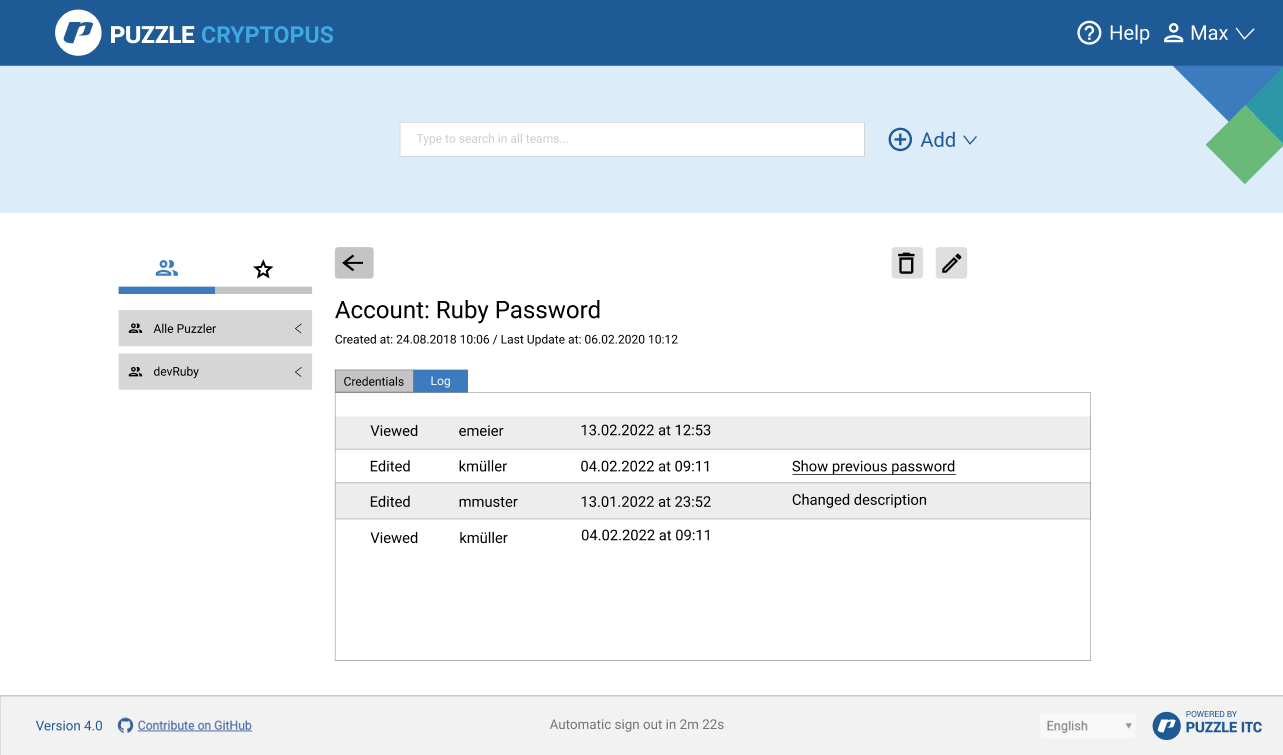 PUZZLE CRYPTOPUS
Help Max
Type to search in all teams...
Add
Alle Puzzler
devRuby
Account: Ruby Password
Created at: 24.08.2018 10:06 / Last Update at: 06.02.2020 10:12
Credentials Log
Viewed emeier 13.02.2022 at 12:53
Edited kmüller 04.02.2022 at 09:11 Show previous password
Edited mmuster 13.01.2022 at 23:52 Changed description
Viewed kmüller 04.02.2022 at 09:11
Version 4.0 Contribute on GitHub
Automatic sign out in 2m 22s
English
POWERED BY
PUZZLE ITC